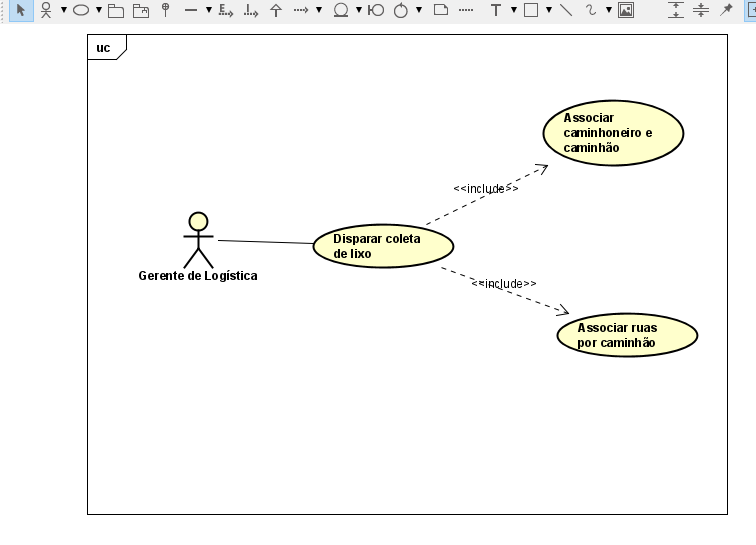 uc
Associar
caminhoneiro e
caminhão
<<include>>
Disparar coleta
de lixo
Gerente de Logística
<<include>>
Associar ruas
por caminhão